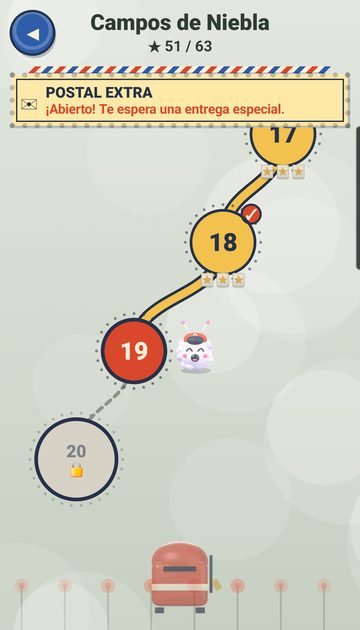 Campos de Niebla
★ 51 / 63
POSTAL EXTRA
¡Abierto! Te espera una entrega especial.
17
18
19
20